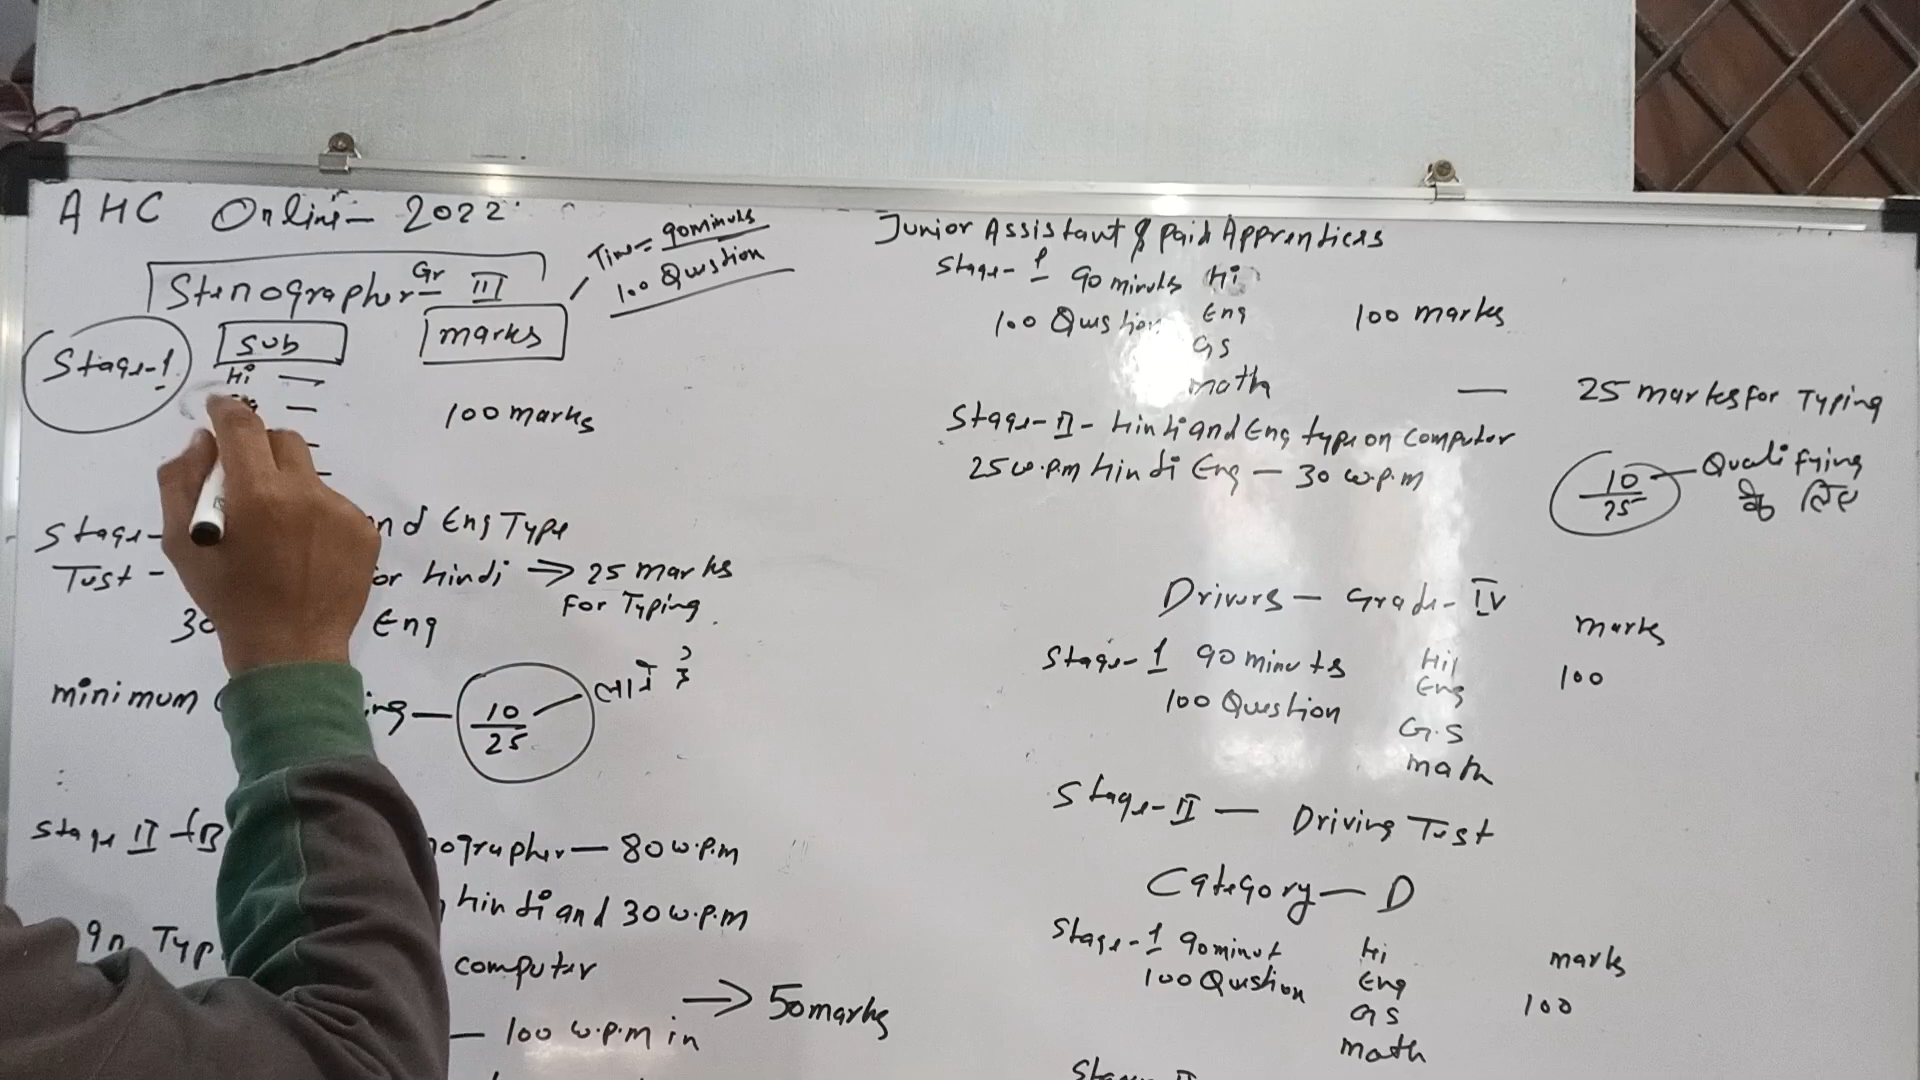 AHC Online - 2022
Stenographer Gr III
Time = 90 minuts
100 Qustion
Stage-1
Sub
marks
Hi —
—
100 marks
Stage-
nd Eng Type
Test -
or hindi → 25 marks
for Typing
30
Eng
minimum
ing — 10/25
Stage II - (B
nographer — 80 w.p.m
hindi and 30 w.p.m
Typ
computer
→ 50 marks
— 100 w.p.m in
Junior Assistant & paid Apprentices
Stage - I 90 minutes Hi
100 Qustion Eng 100 marks
GS
math — 25 marks for Typing
Stage - II - hindi and Eng type on computer
25 w.p.m hindi Eng — 30 w.p.m
10/25 — Qualifying
के लिए
Drivers — Grade - IV
marks
Stage - 1 90 minuts Hi 100
100 Question Eng
G.S
math
Stage - II — Driving Test
Category — D
Stage - 1 90 minut Hi marks
100 Qustion Eng 100
GS
math